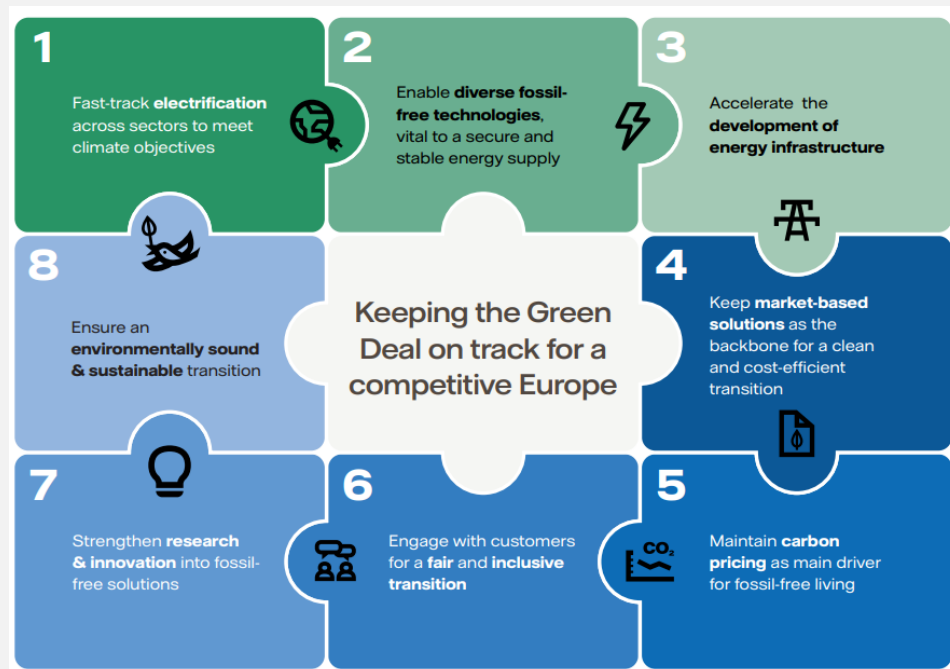 1
Fast-track electrification
across sectors to meet
climate objectives
2
Enable diverse fossil-
free technologies,
vital to a secure and
stable energy supply
3
Accelerate the
development of
energy infrastructure
8
Ensure an
environmentally sound
& sustainable transition
Keeping the Green
Deal on track for a
competitive Europe
4
Keep market-based
solutions as the
backbone for a clean
and cost-efficient
transition
7
Strengthen research
& innovation into fossil-
free solutions
6
Engage with customers
for a fair and inclusive
transition
5
CO₂
Maintain carbon
pricing as main driver
for fossil-free living